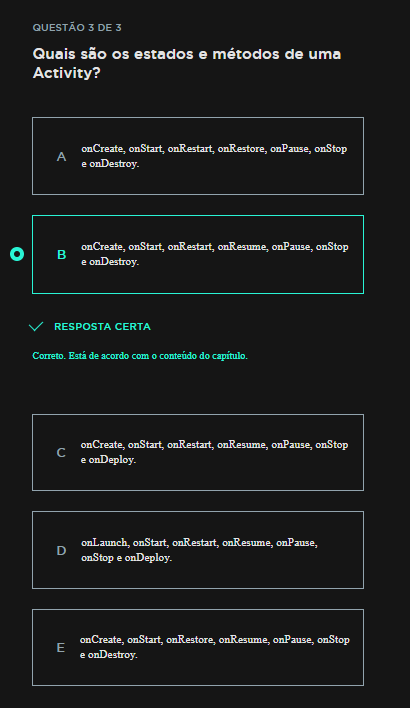 QUESTÃO 3 DE 3
Quais são os estados e métodos de uma
Activity?
A
onCreate, onStart, onRestart, onRestore, onPause, onStop
e onDestroy.
B
onCreate, onStart, onRestart, onResume, onPause, onStop
e onDestroy.
RESPOSTA CERTA
Correto. Está de acordo com o conteúdo do capítulo.
C
onCreate, onStart, onRestart, onResume, onPause, onStop
e onDeploy.
D
onLaunch, onStart, onRestart, onResume, onPause,
onStop e onDeploy.
E
onCreate, onStart, onRestore, onResume, onPause, onStop
e onDestroy.